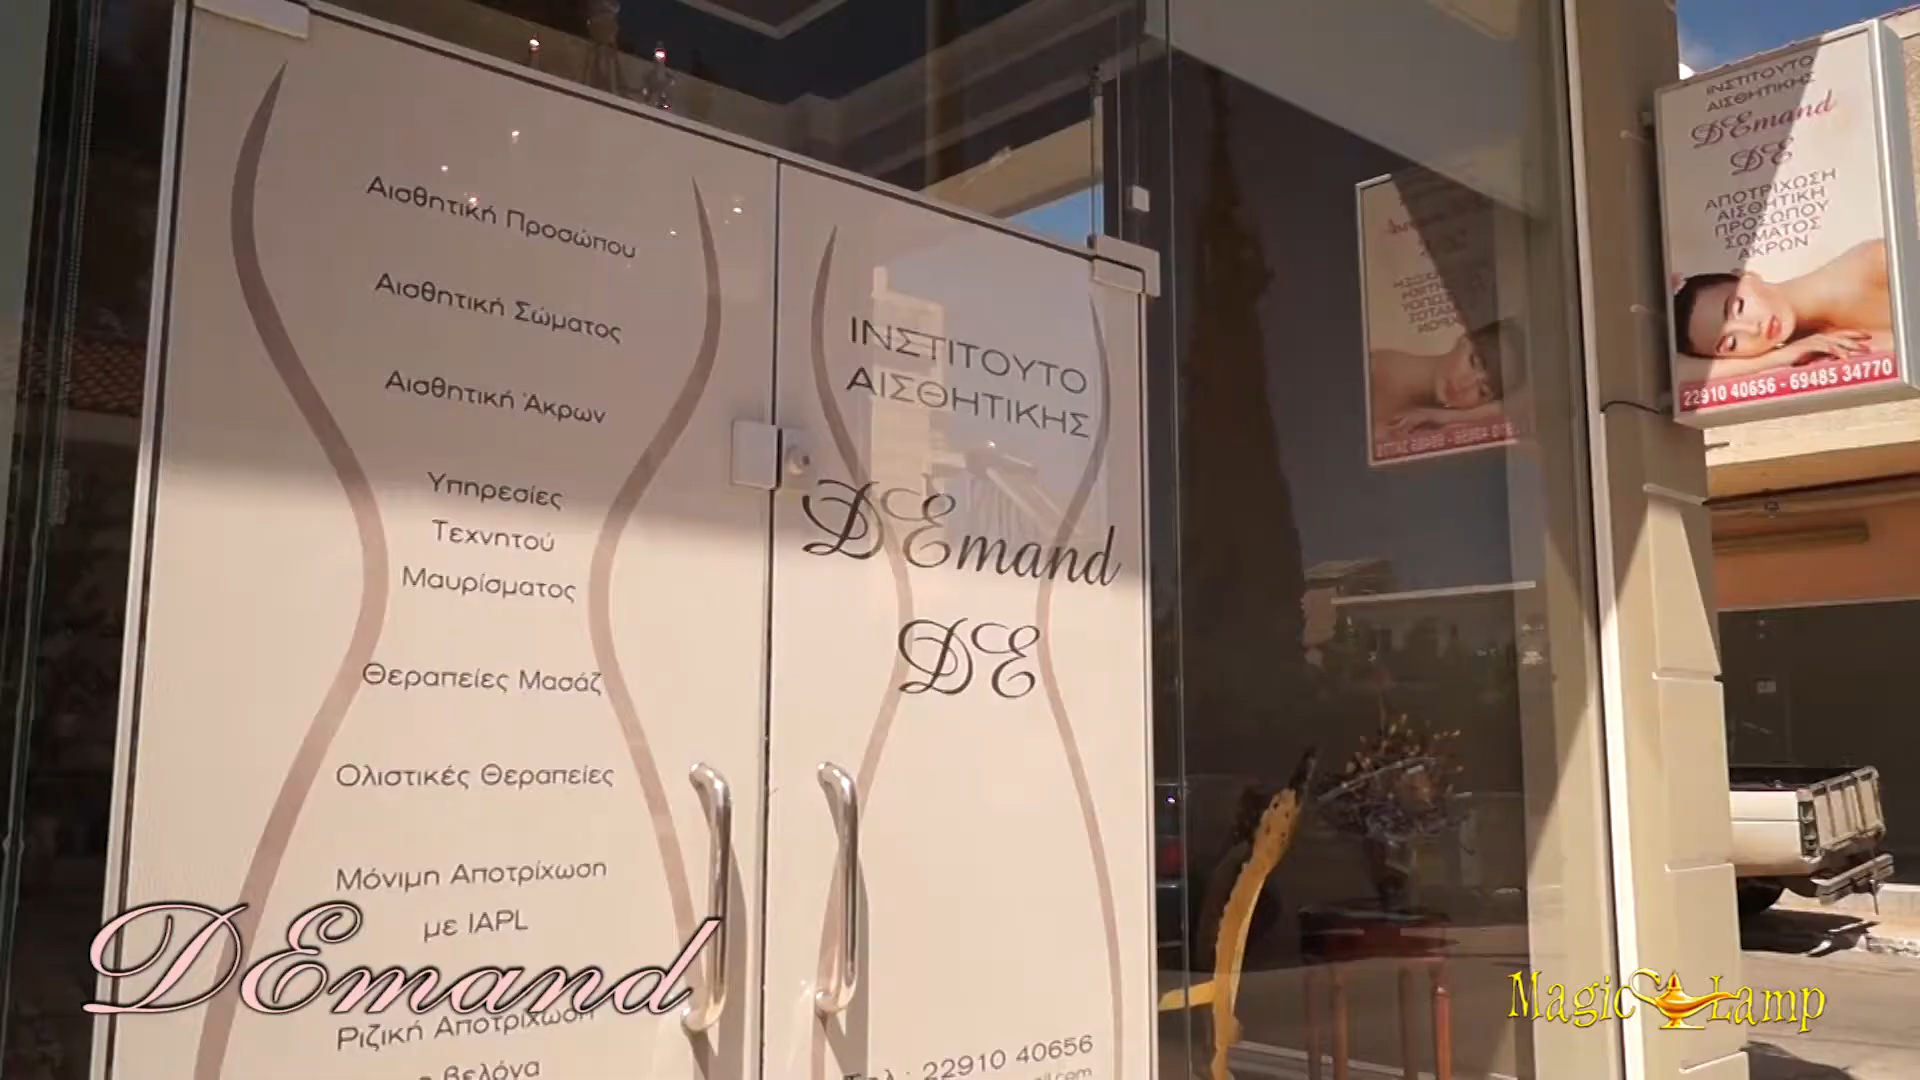 Αισθητική Προσώπου
Αισθητική Σώματος
Αισθητική Άκρων
Υπηρεσίες
Τεχνητού
Μαυρίσματος
Θεραπείες Μασάζ
Ολιστικές Θεραπείες
Μόνιμη Αποτρίχωση
με IAPL
Ριζική Αποτρίχωση
βελόνα
ΙΝΣΤΙΤΟΥΤΟ
ΑΙΣΘΗΤΙΚΗΣ
DEmand
DE
Τηλ.: 22910 40656
ΙΝΣΤΙΤΟΥΤΟ
ΑΙΣΘΗΤΙΚΗΣ
DEmand
DE
ΑΠΟΤΡΙΧΩΣΗ
ΑΙΣΘΗΤΙΚΗ
ΠΡΟΣΩΠΟΥ
ΣΩΜΑΤΟΣ
ΑΚΡΩΝ
22910 40656 - 69485 34770
DEmand
Magic Lamp